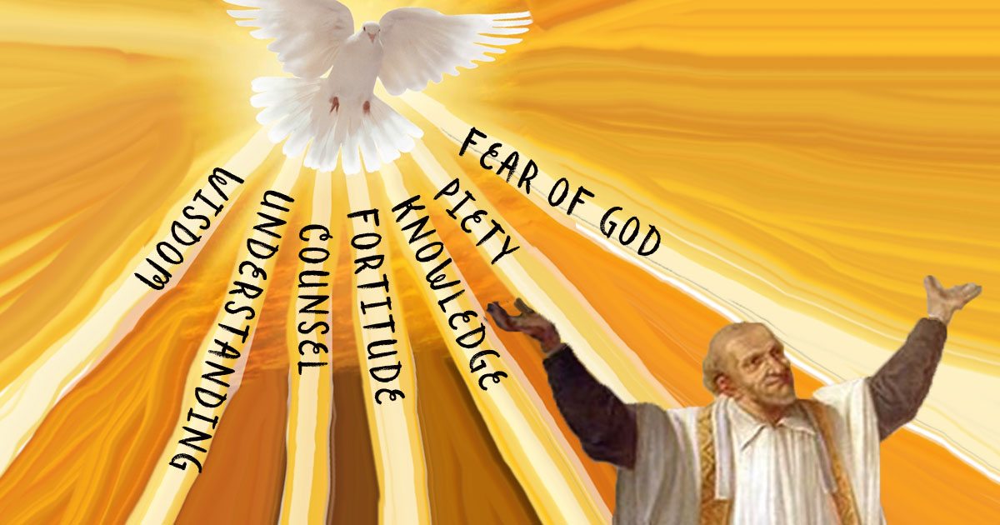 WISDOM
UNDERSTANDING
COUNSEL
FORTITUDE
KNOWLEDGE
PIETY
FEAR OF GOD